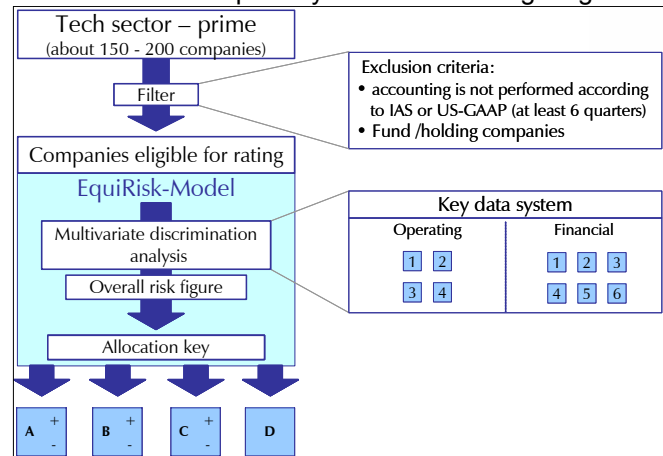 Tech sector – prime
(about 150 - 200 companies)
Filter
Exclusion criteria:
• accounting is not performed according
to IAS or US-GAAP (at least 6 quarters)
• Fund /holding companies
Companies eligible for rating
EquiRisk-Model
Multivariate discrimination
analysis
Overall risk figure
Allocation key
Key data system
Operating Financial
1 2 1 2 3
3 4 4 5 6
A + -
B + -
C + -
D